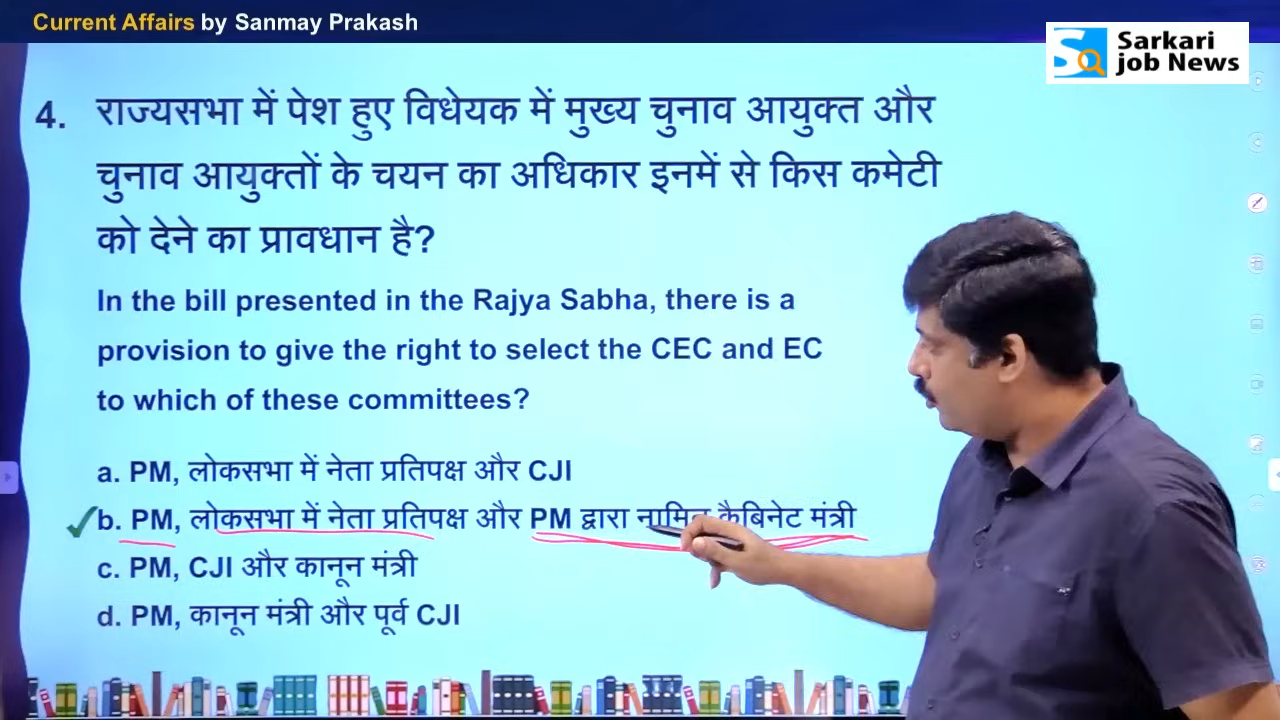 Current Affairs by Sanmay Prakash
Sarkari
job News
4. राज्यसभा में पेश हुए विधेयक में मुख्य चुनाव आयुक्त और
चुनाव आयुक्तों के चयन का अधिकार इनमें से किस कमेटी
को देने का प्रावधान है?
In the bill presented in the Rajya Sabha, there is a
provision to give the right to select the CEC and EC
to which of these committees?
a. PM, लोकसभा में नेता प्रतिपक्ष और CJI
b. PM, लोकसभा में नेता प्रतिपक्ष और PM द्वारा नामित कैबिनेट मंत्री
c. PM, CJI और कानून मंत्री
d. PM, कानून मंत्री और पूर्व CJI